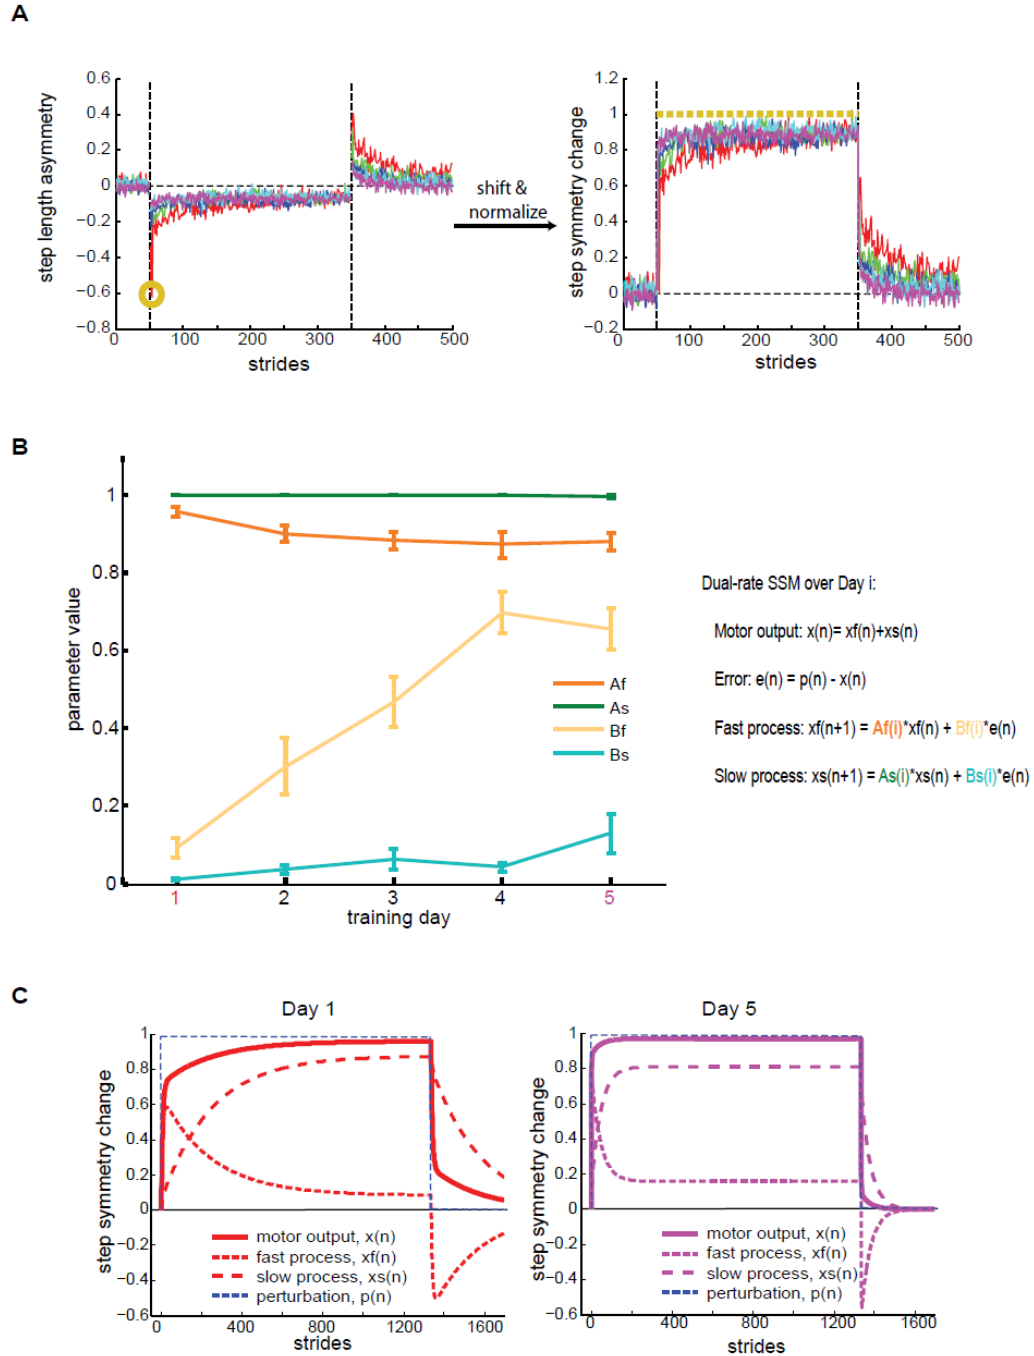 A
step length asymmetry
0.6
0.4
0.2
0
−0.2
−0.4
−0.6
−0.8
0 100 200 300 400 500
strides
shift &
normalize
step symmetry change
1.2
1
0.8
0.6
0.4
0.2
0
−0.2
0 100 200 300 400 500
strides
B
parameter value
1
0.8
0.6
0.4
0.2
0
1 2 3 4 5
training day
Af
As
Bf
Bs
Dual-rate SSM over Day i:
Motor output: x(n)= xf(n)+xs(n)
Error: e(n) = p(n) - x(n)
Fast process: xf(n+1) = Af(i)*xf(n) + Bf(i)*e(n)
Slow process: xs(n+1) = As(i)*xs(n) + Bs(i)*e(n)
C
Day 1
step symmetry change
1
0.8
0.6
0.4
0.2
0
−0.2
−0.4
−0.6
motor output, x(n)
fast process, xf(n)
slow process, xs(n)
perturbation, p(n)
0 400 800 1200 1600
strides
Day 5
step symmetry change
1
0.8
0.6
0.4
0.2
0
−0.2
−0.4
−0.6
motor output, x(n)
fast process, xf(n)
slow process, xs(n)
perturbation, p(n)
0 400 800 1200 1600
strides